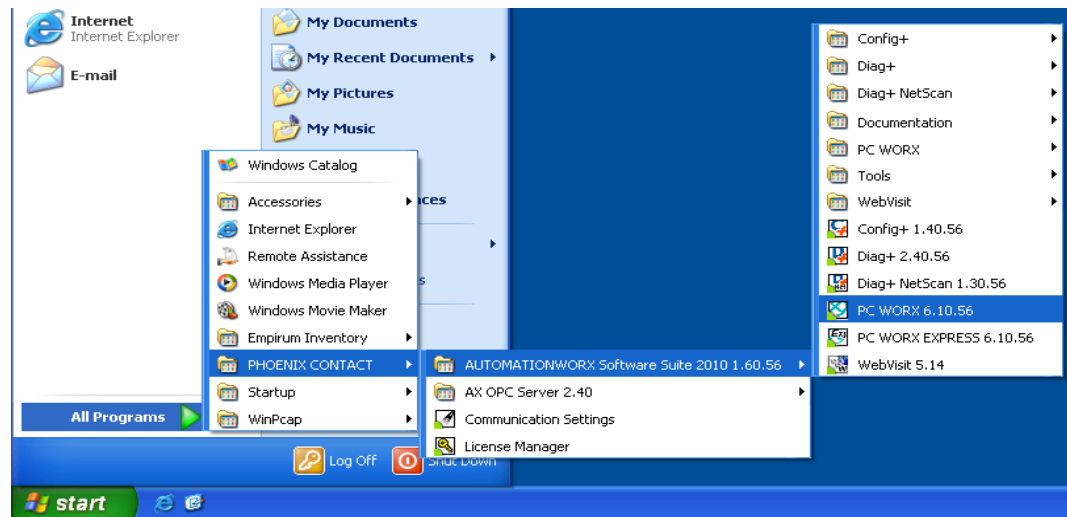 Internet
Internet Explorer
E-mail
My Documents
My Recent Documents
My Pictures
My Music
Windows Catalog
Accessories
Internet Explorer
Remote Assistance
Windows Media Player
Windows Movie Maker
Empirum Inventory
PHOENIX CONTACT
Startup
WinPcap
AUTOMATIONWORX Software Suite 2010 1.60.56
AX OPC Server 2.40
Communication Settings
License Manager
Config+
Diag+
Diag+ NetScan
Documentation
PC WORX
Tools
WebVisit
Config+ 1.40.56
Diag+ 2.40.56
Diag+ NetScan 1.30.56
PC WORX 6.10.56
PC WORX EXPRESS 6.10.56
WebVisit 5.14
All Programs
Log Off
Shut Down
start